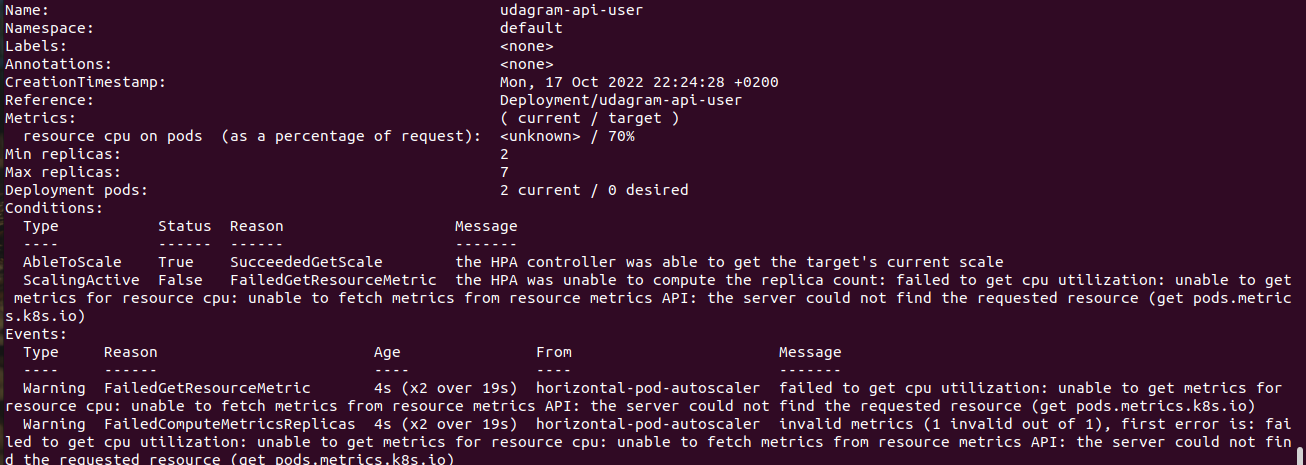 Name:                                                  udagram-api-user
Namespace:                                             default
Labels:                                                <none>
Annotations:                                           <none>
CreationTimestamp:                                     Mon, 17 Oct 2022 22:24:28 +0200
Reference:                                             Deployment/udagram-api-user
Metrics:                                               ( current / target )
  resource cpu on pods  (as a percentage of request):  <unknown> / 70%
Min replicas:                                          2
Max replicas:                                          7
Deployment pods:                                       2 current / 0 desired
Conditions:
  Type           Status  Reason                   Message
  ----           ------  ------                   -------
  AbleToScale    True    SucceededGetScale        the HPA controller was able to get the target's current scale
  ScalingActive  False   FailedGetResourceMetric  the HPA was unable to compute the replica count: failed to get cpu utilization: unable to get
 metrics for resource cpu: unable to fetch metrics from resource metrics API: the server could not find the requested resource (get pods.metric
s.k8s.io)
Events:
  Type     Reason                        Age                From                       Message
  ----     ------                        ----               ----                       -------
  Warning  FailedGetResourceMetric       4s (x2 over 19s)  horizontal-pod-autoscaler  failed to get cpu utilization: unable to get metrics for
resource cpu: unable to fetch metrics from resource metrics API: the server could not find the requested resource (get pods.metrics.k8s.io)
  Warning  FailedComputeMetricsReplicas  4s (x2 over 19s)  horizontal-pod-autoscaler  invalid metrics (1 invalid out of 1), first error is: fai
led to get cpu utilization: unable to get metrics for resource cpu: unable to fetch metrics from resource metrics API: the server could not fin
d the requested resource (get pods.metrics.k8s.io)